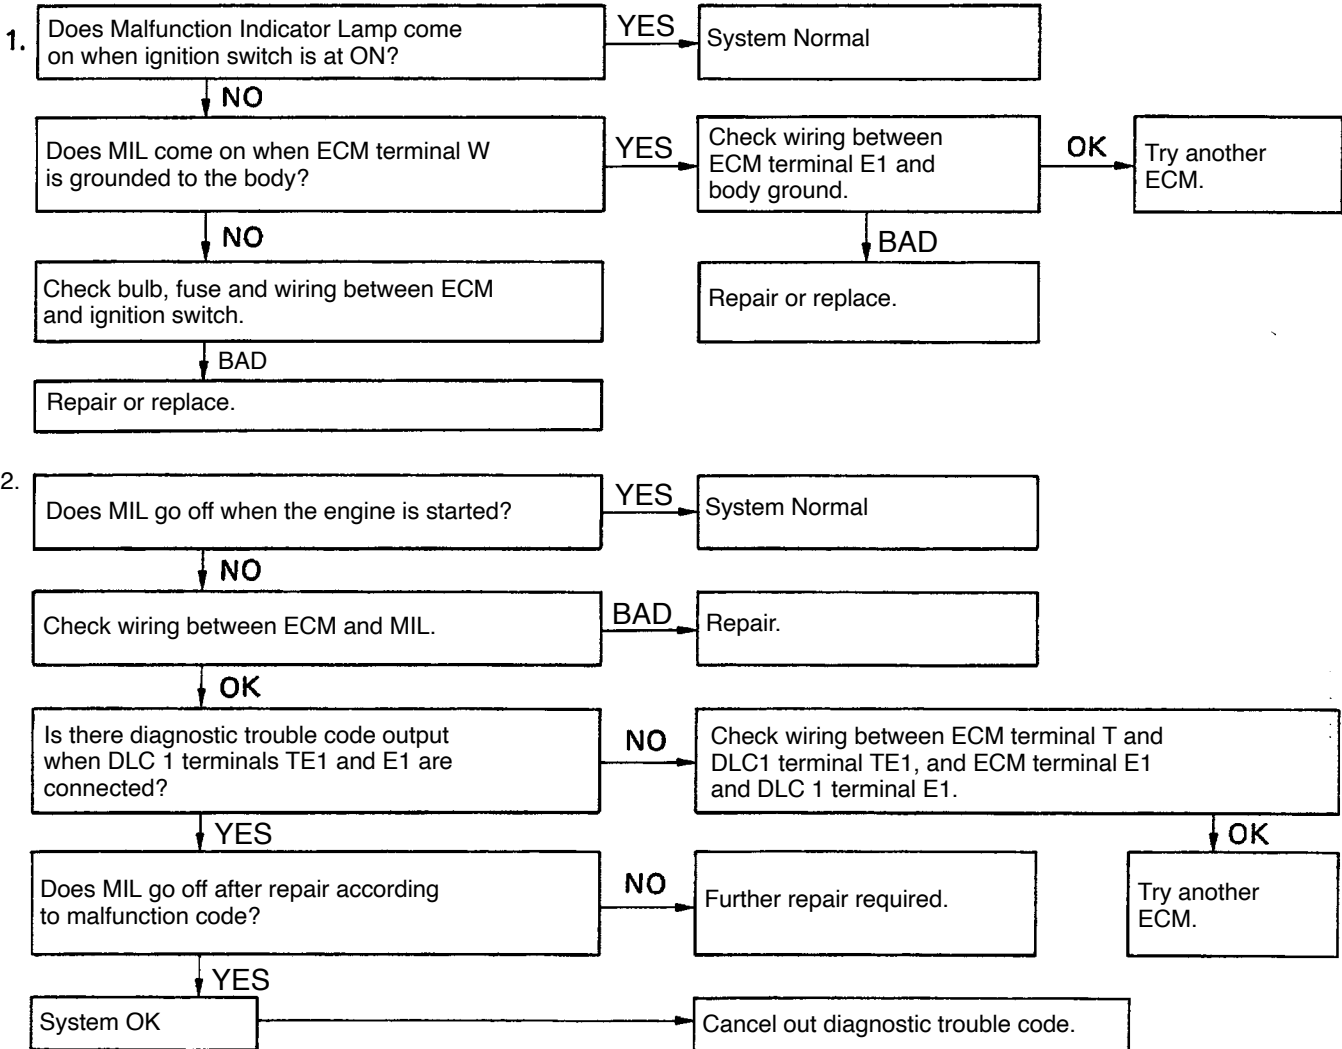 1.
Does Malfunction Indicator Lamp come
on when ignition switch is at ON?
YES
System Normal
NO
Does MIL come on when ECM terminal W
is grounded to the body?
YES
Check wiring between
ECM terminal E1 and
body ground.
OK
Try another
ECM.
NO
BAD
Check bulb, fuse and wiring between ECM
and ignition switch.
Repair or replace.
BAD
Repair or replace.
2.
Does MIL go off when the engine is started?
YES
System Normal
NO
Check wiring between ECM and MIL.
BAD
Repair.
OK
Is there diagnostic trouble code output
when DLC 1 terminals TE1 and E1 are
connected?
NO
Check wiring between ECM terminal T and
DLC1 terminal TE1, and ECM terminal E1
and DLC 1 terminal E1.
YES
OK
Does MIL go off after repair according
to malfunction code?
NO
Further repair required.
Try another
ECM.
YES
System OK
Cancel out diagnostic trouble code.